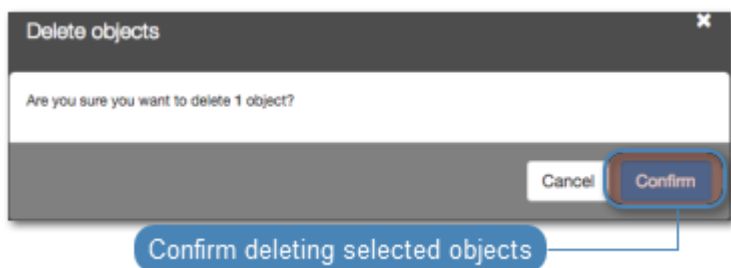 Delete objects
Are you sure you want to delete 1 object?
Cancel Confirm
Confirm deleting selected objects